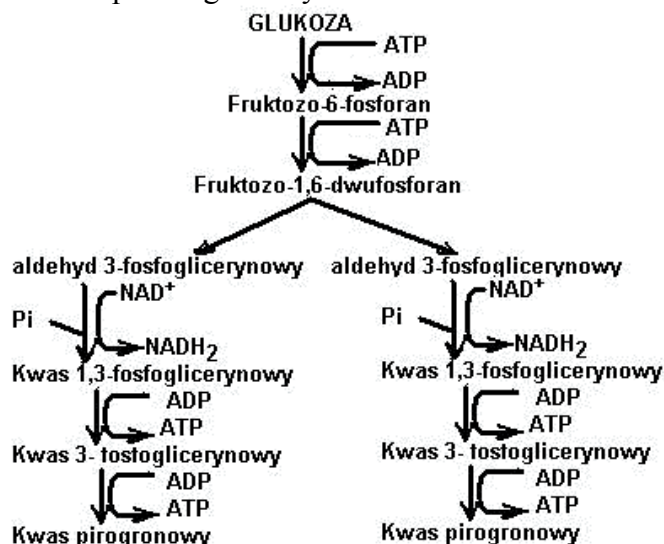 GLUKOZA
ATP
ADP
Fruktozo-6-fosforan
ATP
ADP
Fruktozo-1,6-dwufosforan
aldehyd 3-fosfoglicerynowy aldehyd 3-fosfoglicerynowy
NAD+ NAD+
Pi Pi
NADH2 NADH2
Kwas 1,3-fosfoglicerynowy Kwas 1,3-fosfoglicerynowy
ADP ADP
ATP ATP
Kwas 3- tostoglicerynowy Kwas 3- tostoglicerynowy
ADP ADP
ATP ATP
Kwas pirogronowy Kwas pirogronowy